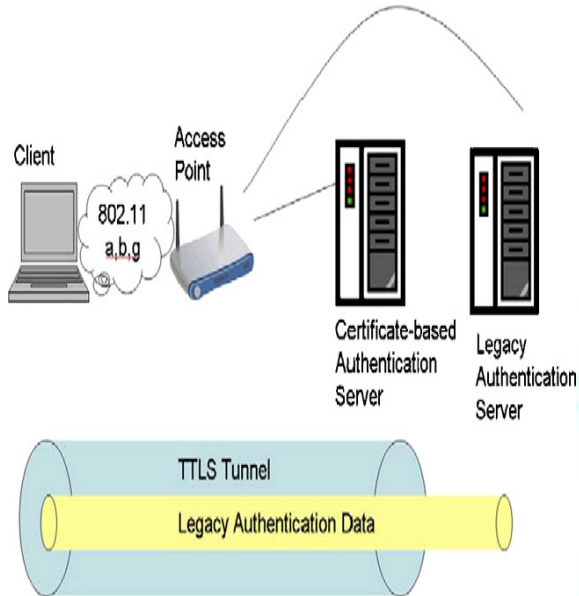 Client
Access
Point
802.11
a,b,g
Certificate-based
Authentication
Server
Legacy
Authentication
Server
TTLS Tunnel
Legacy Authentication Data